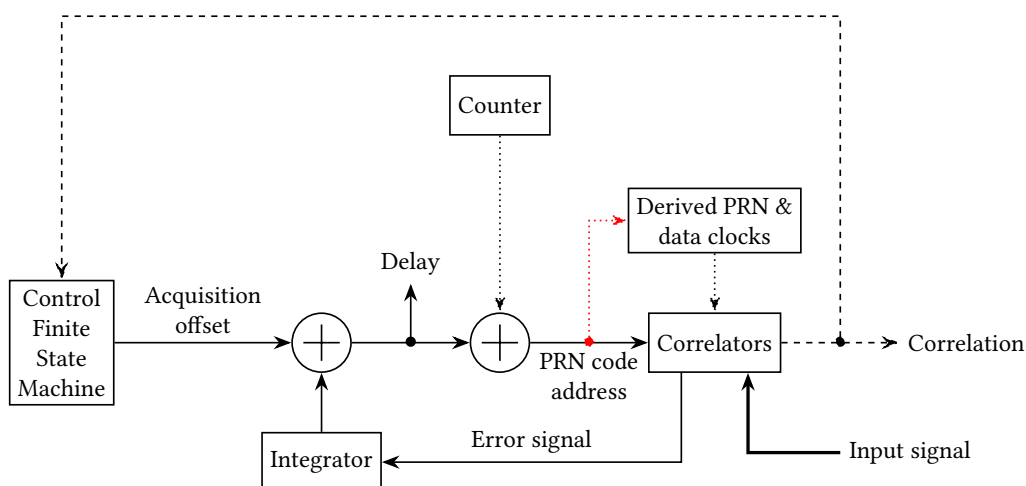 Counter
Derived PRN &
data clocks
Delay
Control
Finite
State
Machine
Acquisition
offset
PRN code
address
Correlators
Correlation
Error signal
Integrator
Input signal